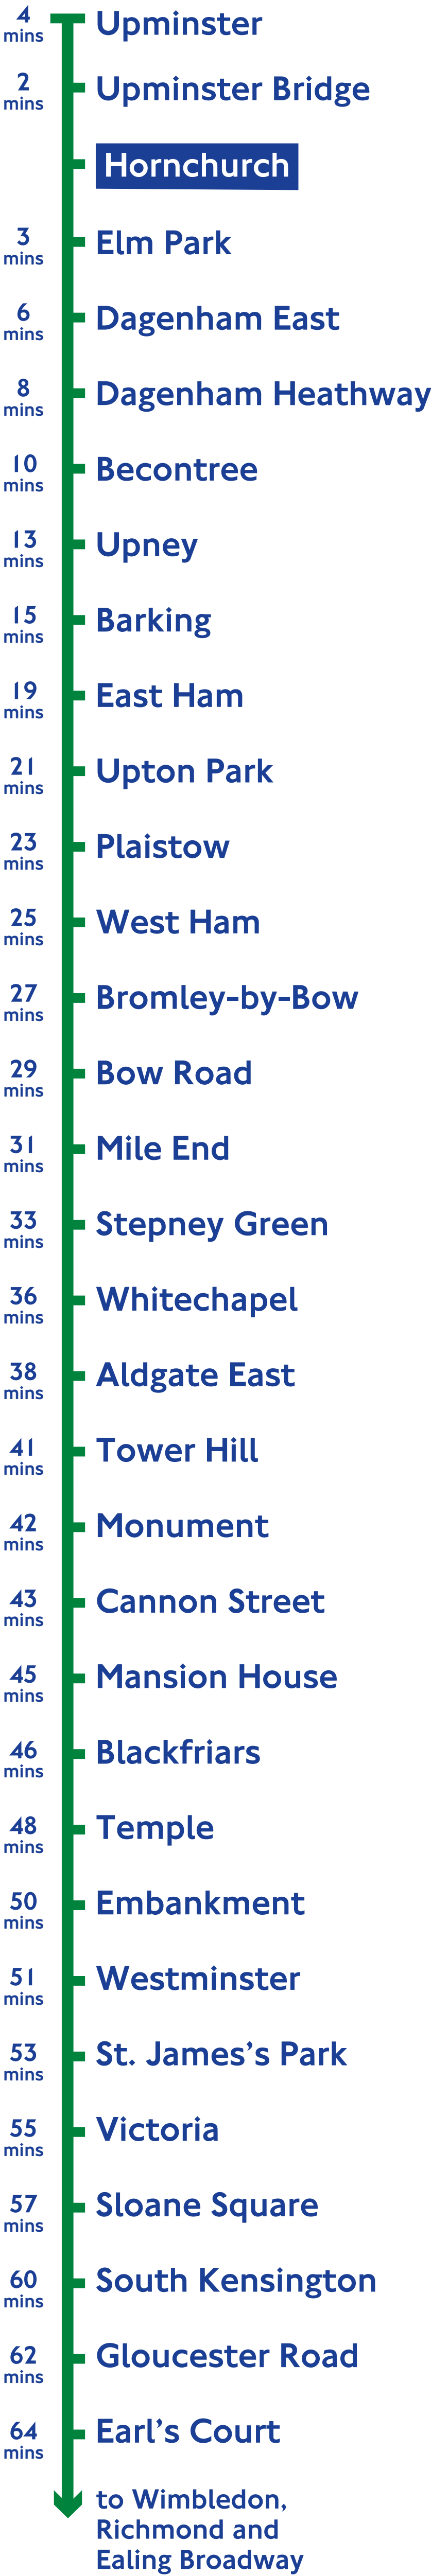 4 mins Upminster
2 mins Upminster Bridge
Hornchurch
3 mins Elm Park
6 mins Dagenham East
8 mins Dagenham Heathway
10 mins Becontree
13 mins Upney
15 mins Barking
19 mins East Ham
21 mins Upton Park
23 mins Plaistow
25 mins West Ham
27 mins Bromley-by-Bow
29 mins Bow Road
31 mins Mile End
33 mins Stepney Green
36 mins Whitechapel
38 mins Aldgate East
41 mins Tower Hill
42 mins Monument
43 mins Cannon Street
45 mins Mansion House
46 mins Blackfriars
48 mins Temple
50 mins Embankment
51 mins Westminster
53 mins St. James’s Park
55 mins Victoria
57 mins Sloane Square
60 mins South Kensington
62 mins Gloucester Road
64 mins Earl’s Court
to Wimbledon,
Richmond and
Ealing Broadway